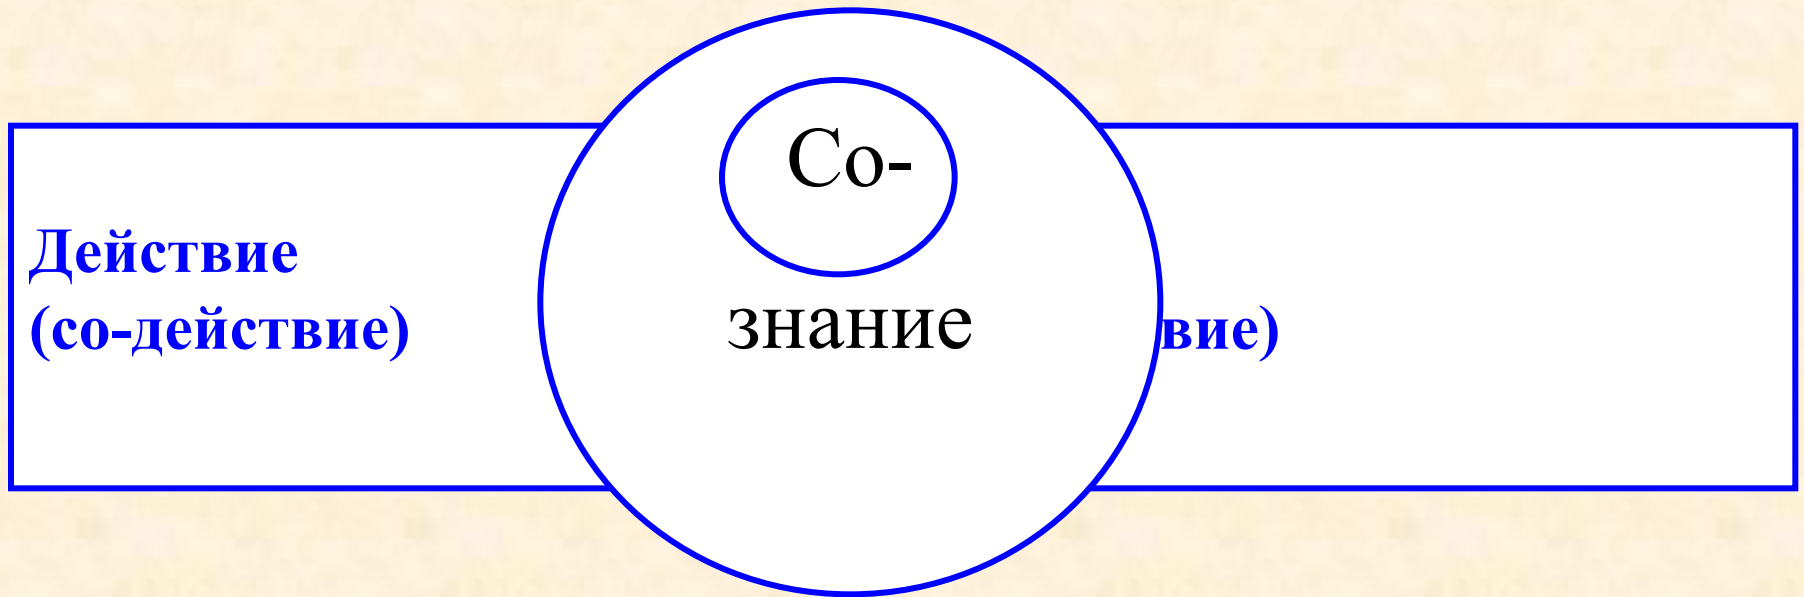 Со-
Действие
(со-действие) знание вие)